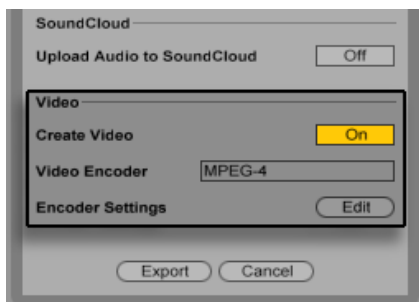 SoundCloud
Upload Audio to SoundCloud Off
Video
Create Video On
Video Encoder MPEG-4
Encoder Settings Edit
Export Cancel